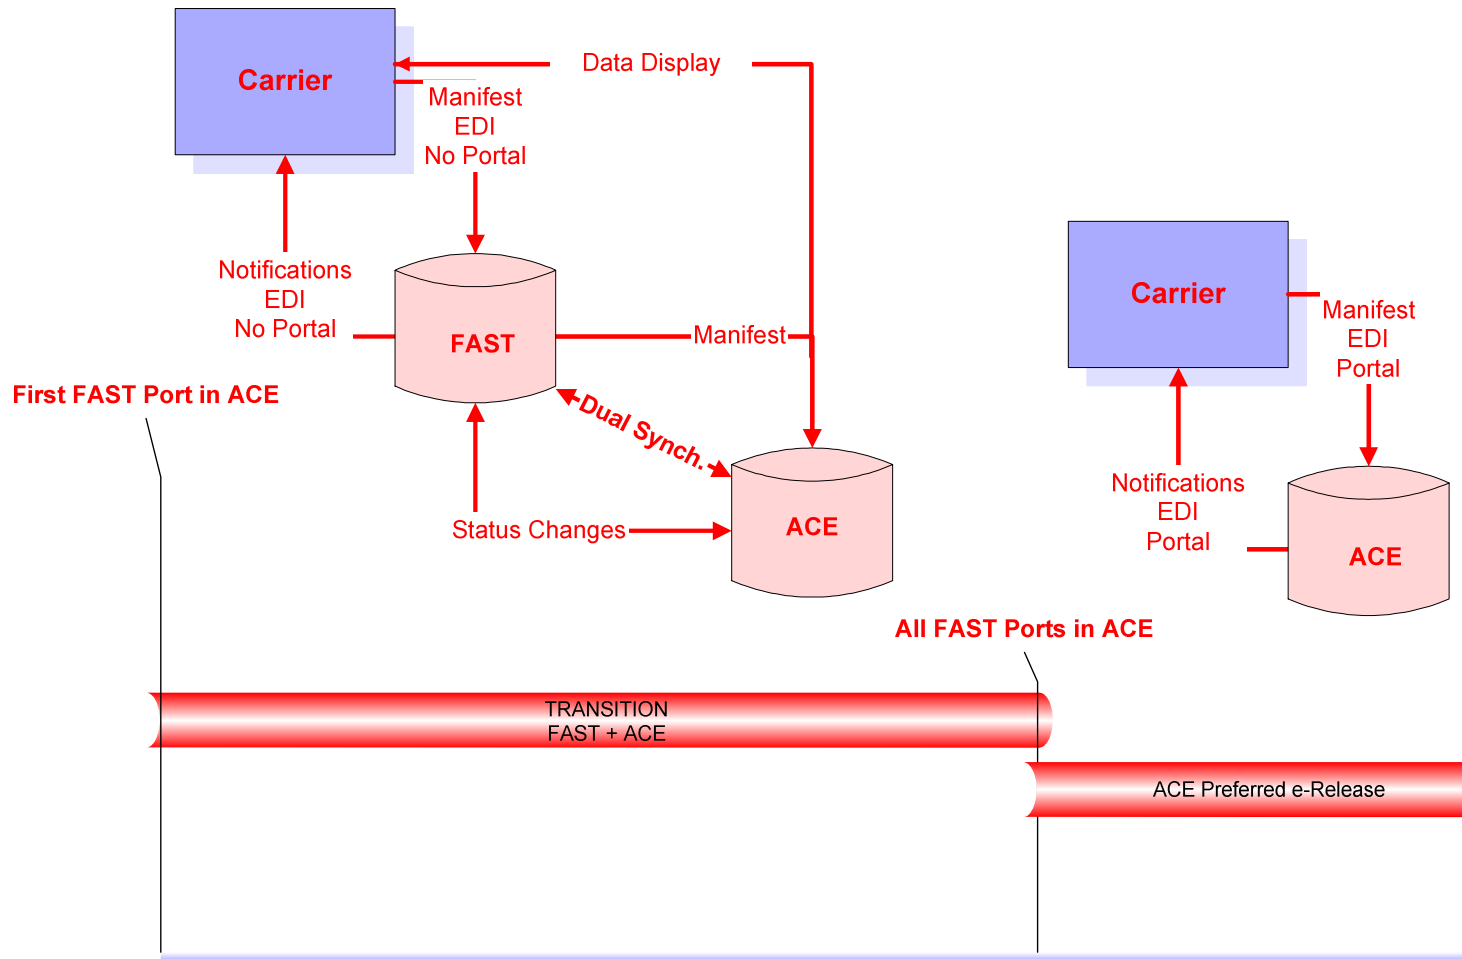 Carrier
Data Display
Manifest
EDI
No Portal
Notifications
EDI
No Portal
FAST
Manifest
First FAST Port in ACE
Dual Synch.
Status Changes
ACE
Carrier
Manifest
EDI
Portal
Notifications
EDI
Portal
ACE
All FAST Ports in ACE
TRANSITION
FAST + ACE
ACE Preferred e-Release